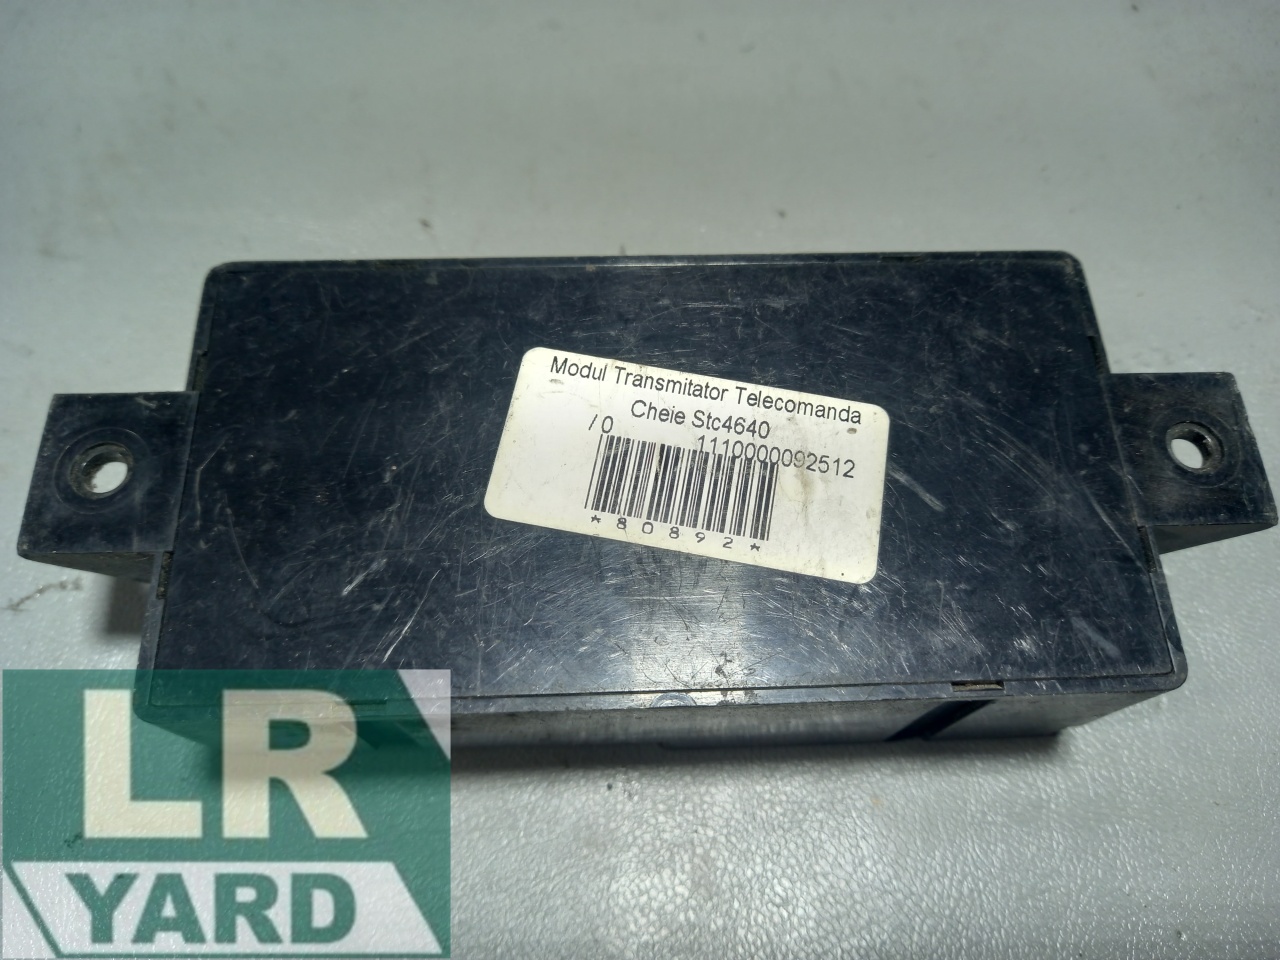 Modul Transmitator Telecomanda
Cheie Stc4640
/0 1110000092512
*80892*
LR
YARD